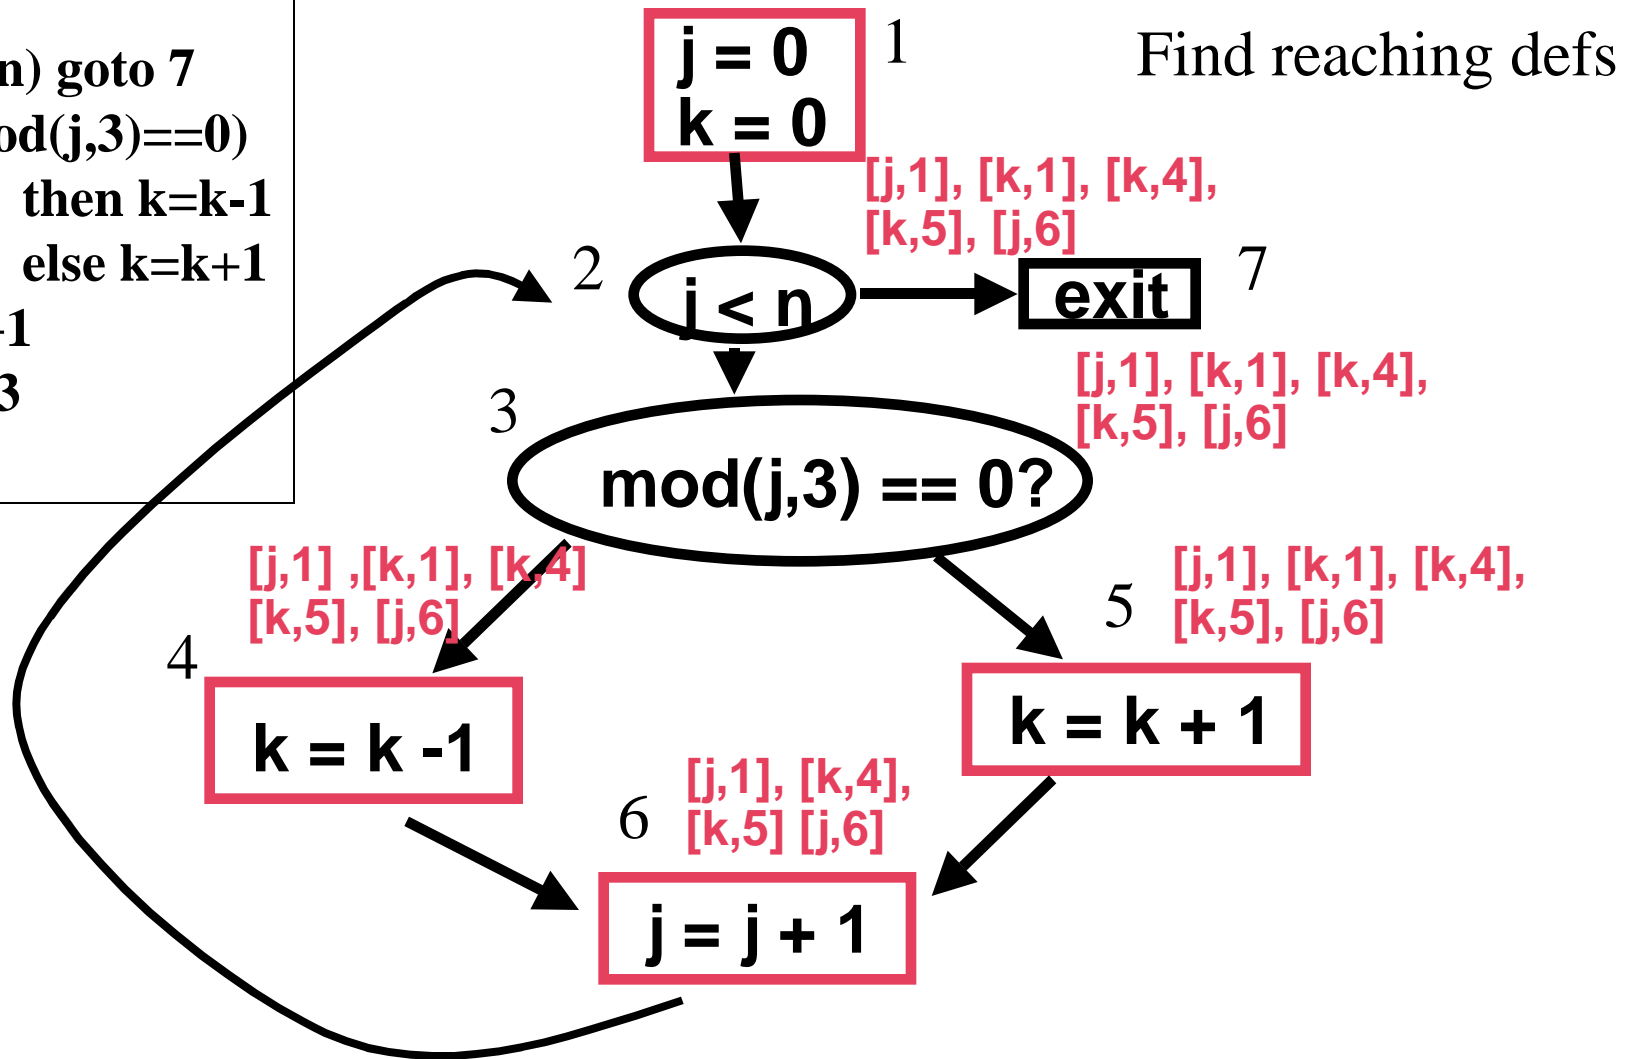 n) goto 7
od(j,3)==0)
then k=k-1
else k=k+1
+1
3
Find reaching defs
j = 0
k = 0
1
[j,1], [k,1], [k,4],
[k,5], [j,6]
2
j < n
exit
7
[j,1], [k,1], [k,4],
[k,5], [j,6]
3
mod(j,3) == 0?
[j,1] ,[k,1], [k,4]
[k,5], [j,6]
4
k = k -1
5
[j,1], [k,1], [k,4],
[k,5], [j,6]
k = k + 1
6
[j,1], [k,4],
[k,5] [j,6]
j = j + 1